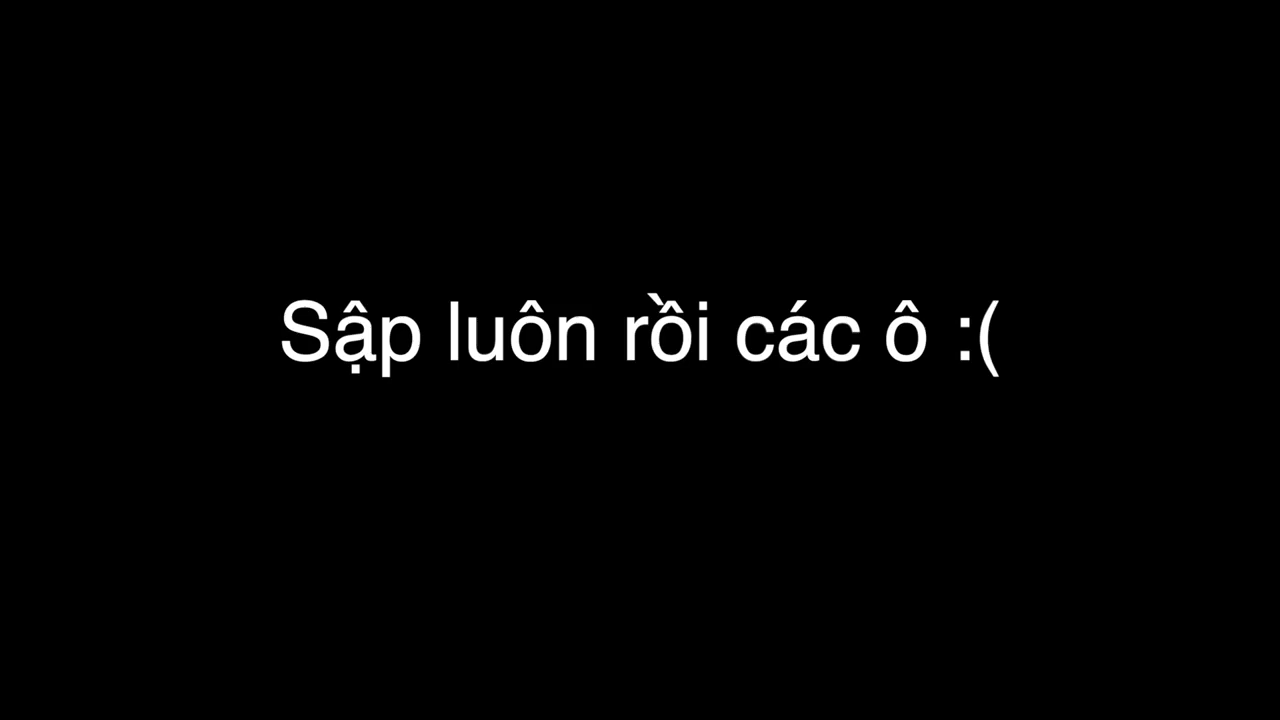 Sập luôn rồi các ô :(